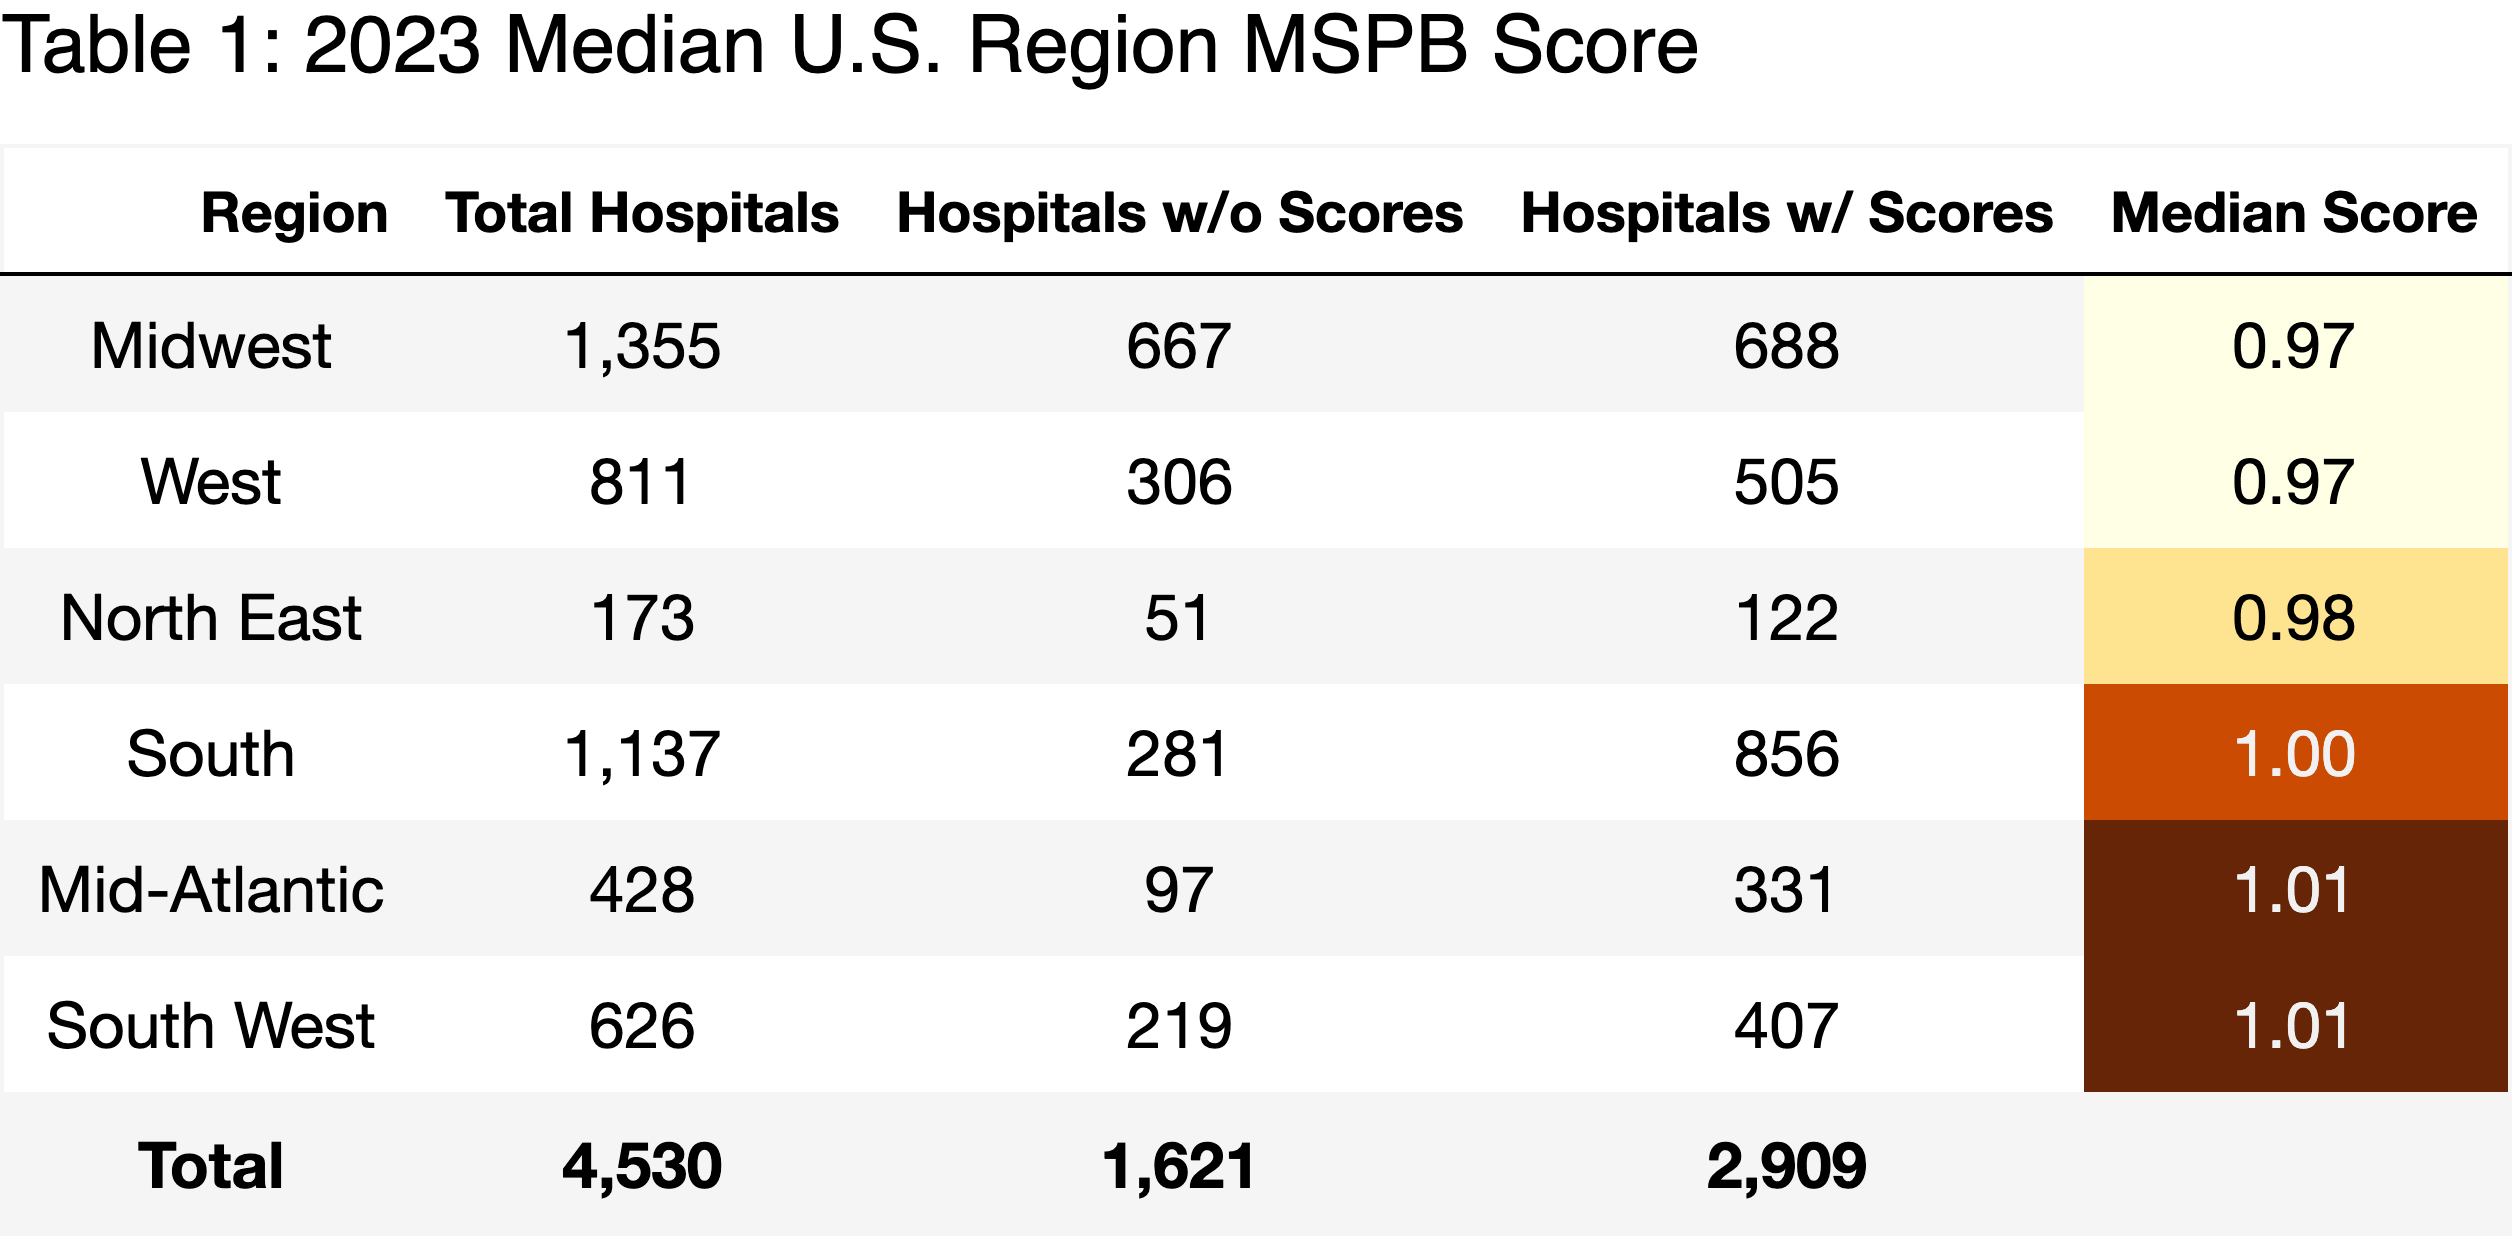 Table 1: 2023 Median U.S. Region MSPB Score
Region Total Hospitals Hospitals w/o Scores Hospitals w/ Scores Median Score
Midwest 1,355 667 688 0.97
West 811 306 505 0.97
North East 173 51 122 0.98
South 1,137 281 856 1.00
Mid-Atlantic 428 97 331 1.01
South West 626 219 407 1.01
Total 4,530 1,621 2,909